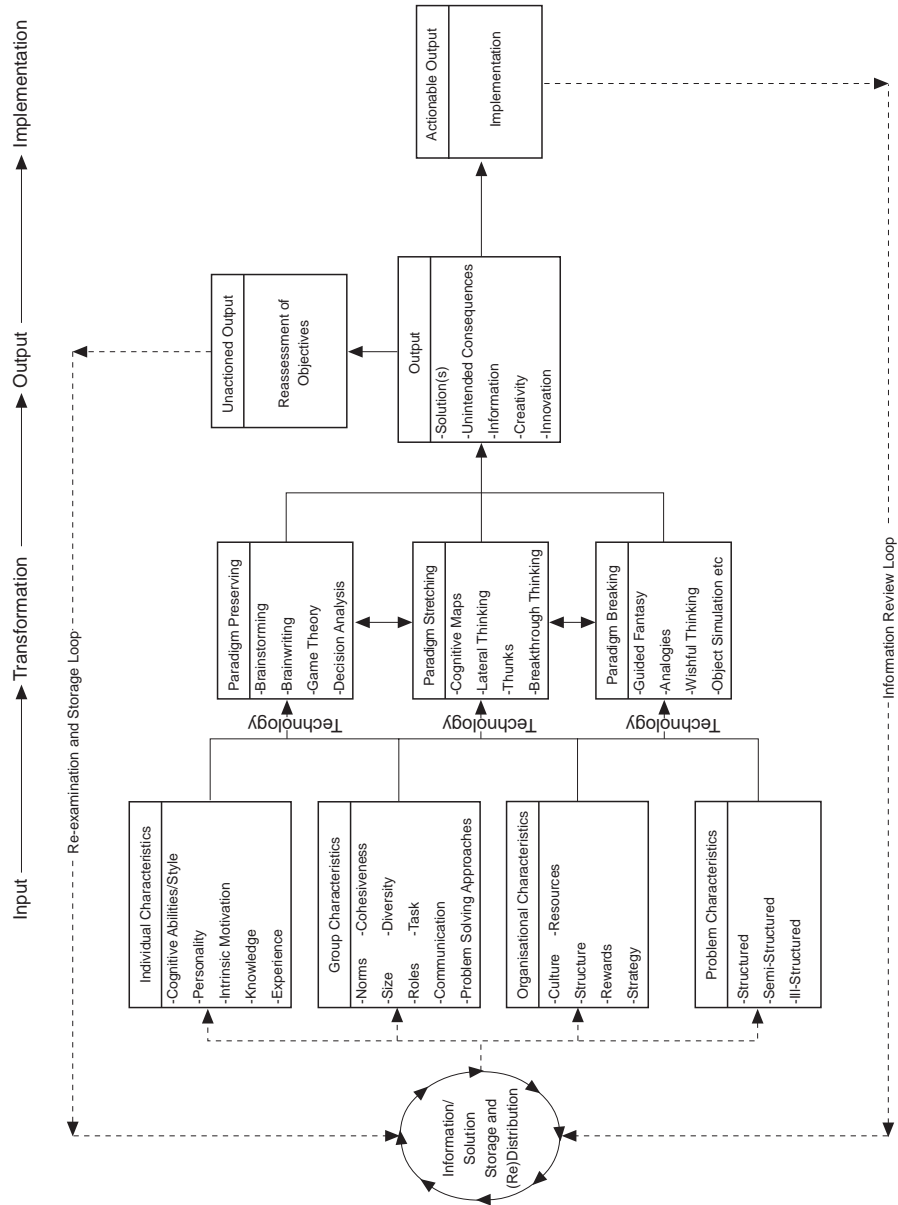 Input
Transformation
Output
Implementation
Re-examination and Storage Loop
Information/
Solution
Storage and
(Re)Distribution
Individual Characteristics
-Cognitive Abilities/Style
-Personality
-Intrinsic Motivation
-Knowledge
-Experience
Group Characteristics
-Norms -Cohesiveness
-Size -Diversity
-Roles -Task
-Communication
-Problem Solving Approaches
Organisational Characteristics
-Culture -Resources
-Structure
-Rewards
-Strategy
Problem Characteristics
-Structured
-Semi-Structured
-Ill-Structured
Technology
Technology
Technology
Paradigm Preserving
-Brainstorming
-Brainwriting
-Game Theory
-Decision Analysis
Paradigm Stretching
-Cognitive Maps
-Lateral Thinking
-Thunks
-Breakthrough Thinking
Paradigm Breaking
-Guided Fantasy
-Analogies
-Wishful Thinking
-Object Simulation etc
Unactioned Output
Reassessment of
Objectives
Output
-Solution(s)
-Unintended Consequences
-Information
-Creativity
-Innovation
Actionable Output
Implementation
Information Review Loop